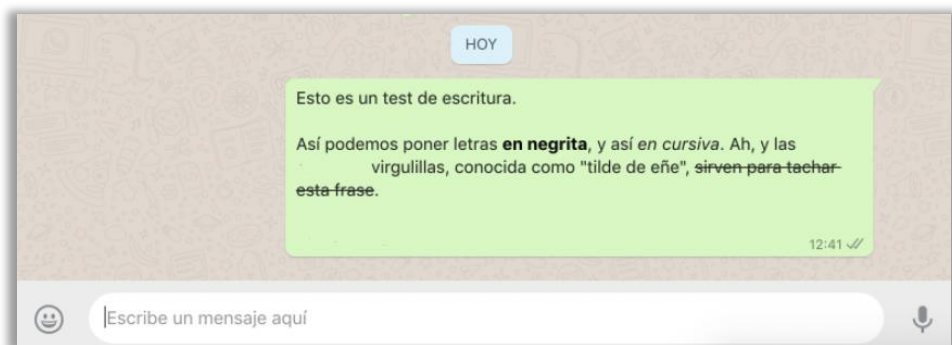 HOY
Esto es un test de escritura.
Así podemos poner letras en negrita, y así en cursiva. Ah, y las
virgulillas, conocida como "tilde de eñe", sirven para tachar
esta frase.
12:41
Escribe un mensaje aquí